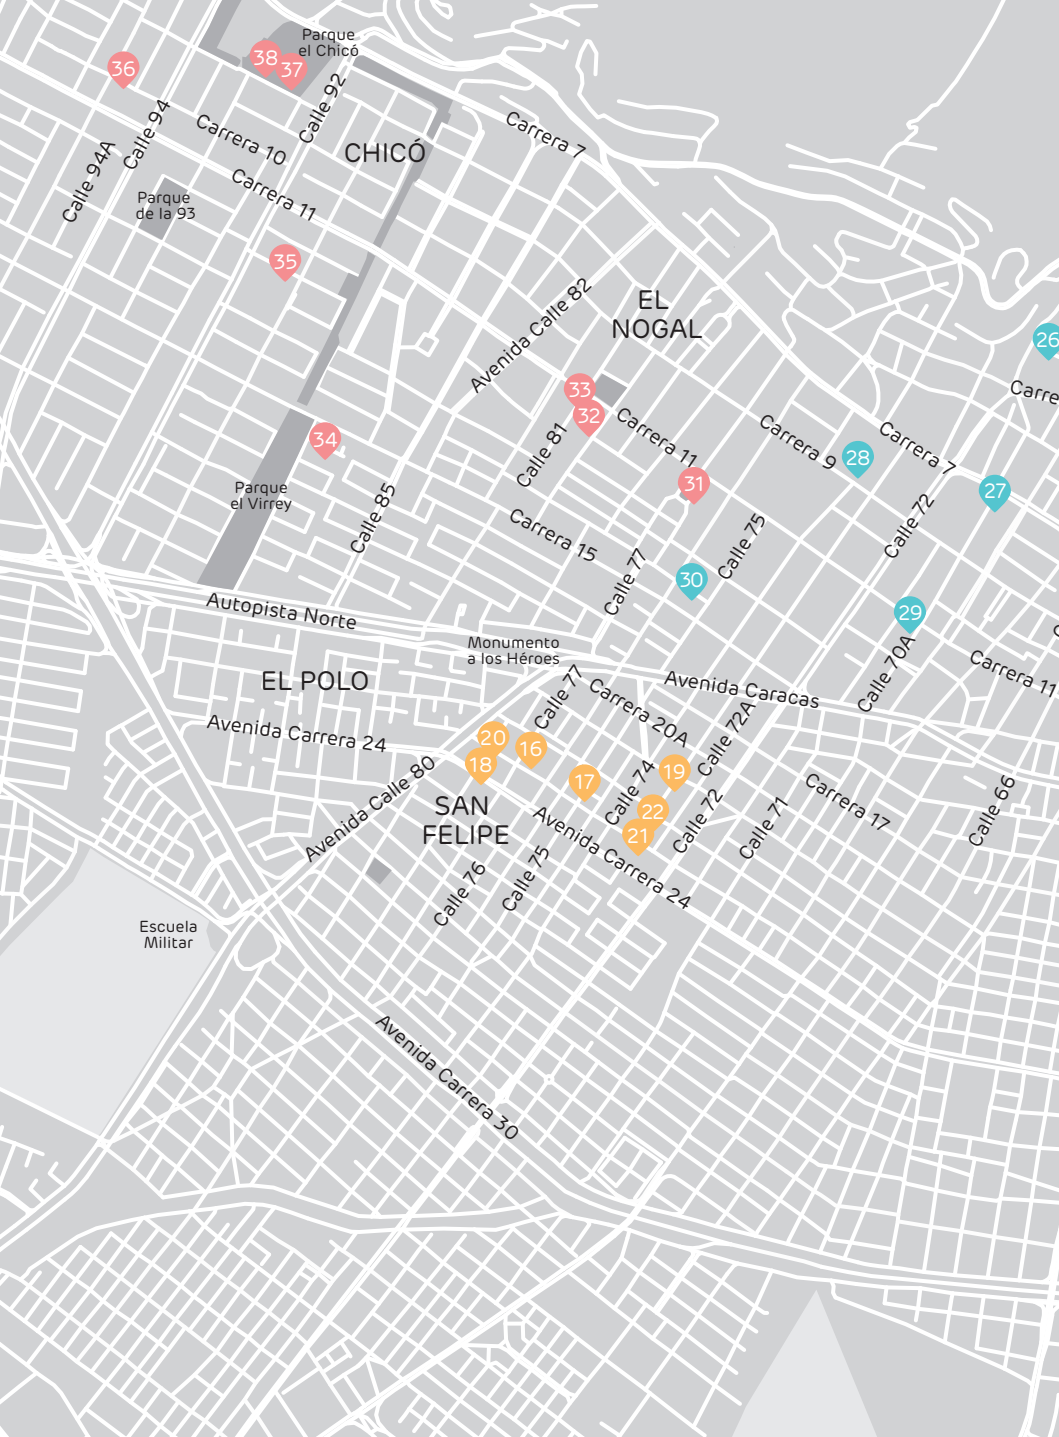 Parque
el Chicó
38
37
36
Calle 92
Calle 94
Carrera 10
Carrera 7
CHICÓ
Calle 94A
Carrera 11
Parque
de la 93
35
Avenida Calle 82
EL
NOGAL
26
33
Carre
32
Carrera 11
Carrera 9
Carrera 7
34
Calle 81
28
31
27
Parque
el Virrey
Calle 85
Carrera 15
Calle 72
Calle 75
30
Calle 77
Autopista Norte
29
Monumento
a los Héroes
Calle 70A
Carrera 11
EL POLO
Avenida Caracas
Calle 77
Carrera 20A
Avenida Carrera 24
Calle 72A
20
16
18
17
19
Calle 74
Avenida Calle 80
SAN
FELIPE
22
21
Carrera 17
Calle 66
Calle 72
Calle 71
Avenida Carrera 24
Calle 76
Calle 75
Escuela
Militar
Avenida Carrera 30